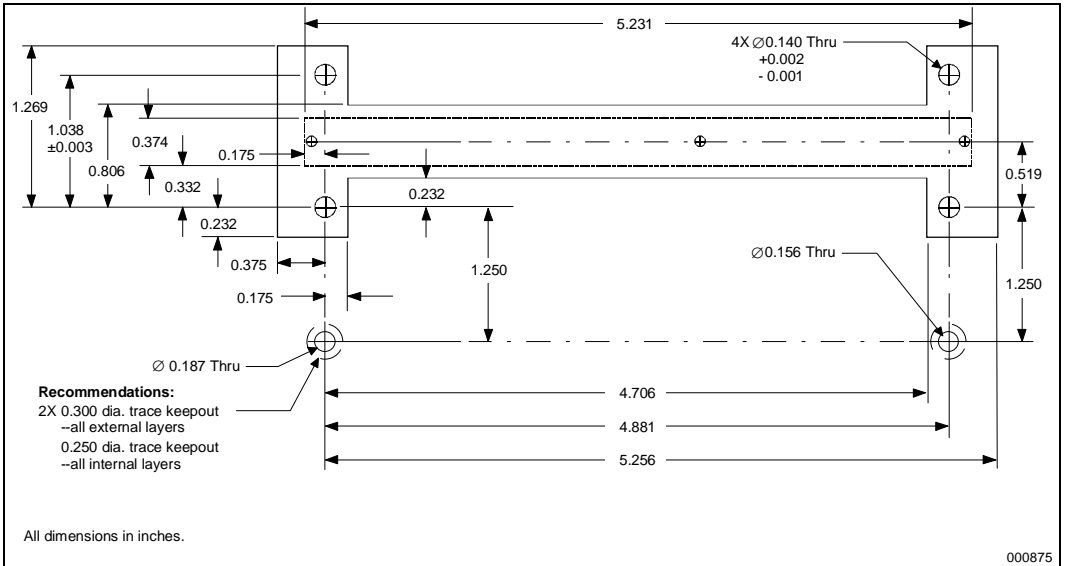 5.231
4X Ø0.140 Thru
+0.002
- 0.001
1.269
1.038
±0.003
0.806
0.374
0.175
0.332
0.232
0.232
0.519
0.375
0.175
1.250
Ø0.156 Thru
1.250
Ø 0.187 Thru
Recommendations:
2X 0.300 dia. trace keepout
--all external layers
0.250 dia. trace keepout
--all internal layers
4.706
4.881
5.256
All dimensions in inches.
000875